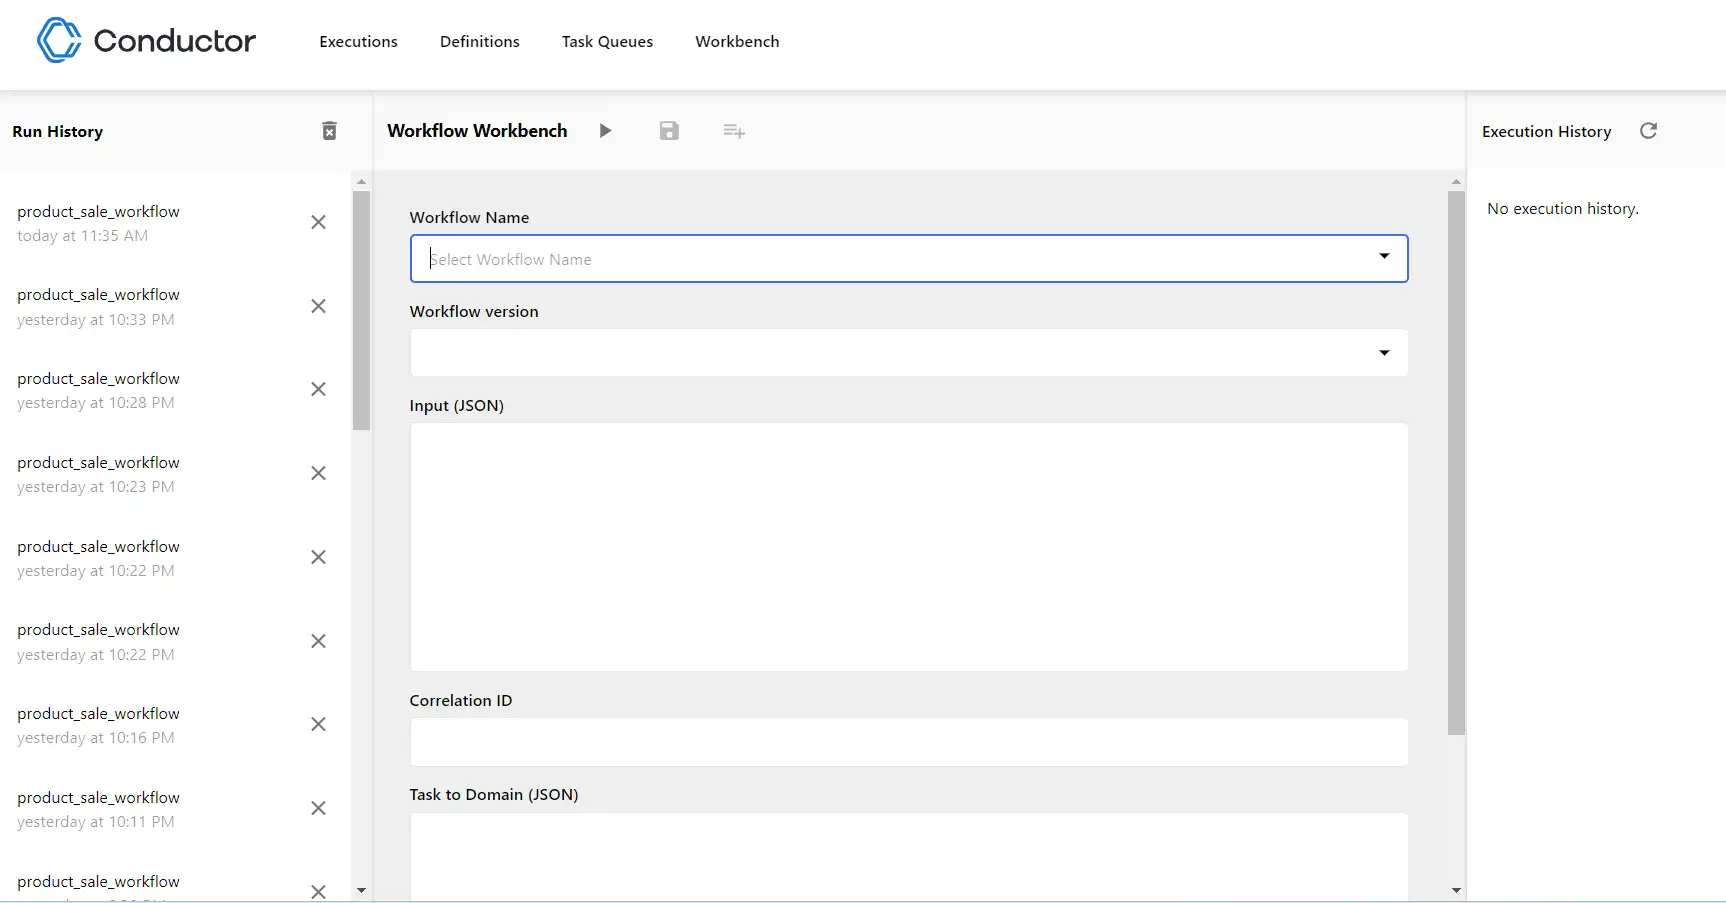 Conductor
Executions Definitions Task Queues Workbench
Run History
Workflow Workbench
Execution History
product_sale_workflow
today at 11:35 AM
product_sale_workflow
yesterday at 10:33 PM
product_sale_workflow
yesterday at 10:28 PM
product_sale_workflow
yesterday at 10:23 PM
product_sale_workflow
yesterday at 10:22 PM
product_sale_workflow
yesterday at 10:22 PM
product_sale_workflow
yesterday at 10:16 PM
product_sale_workflow
yesterday at 10:11 PM
product_sale_workflow
Workflow Name
Select Workflow Name
Workflow version
Input (JSON)
Correlation ID
Task to Domain (JSON)
No execution history.